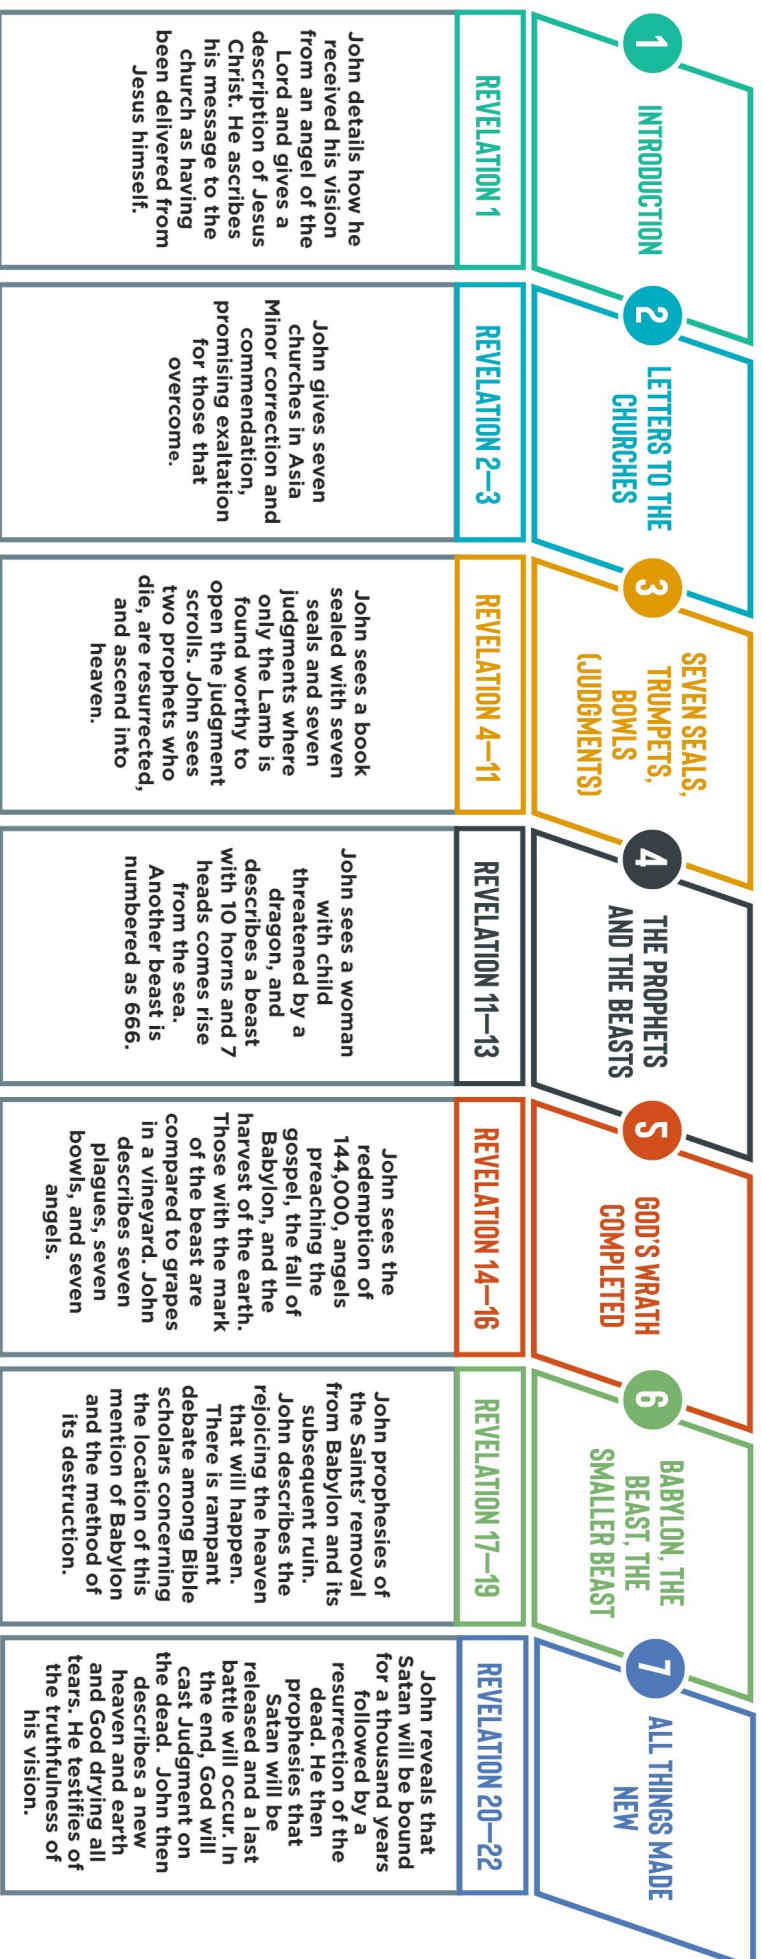 1
INTRODUCTION
REVELATION 1
John details how he
received his vision
from an angel of the
Lord and gives a
description of Jesus
Christ. He ascribes
his message to the
church as having
been delivered from
Jesus himself.
2
LETTERS TO THE
CHURCHES
REVELATION 2–3
John gives seven
churches in Asia
Minor correction and
commendation,
promising exaltation
for those that
overcome.
3
SEVEN SEALS,
TRUMPETS,
BOWLS
(JUDGMENTS)
REVELATION 4–11
John sees a book
sealed with seven
seals and seven
judgments where
only the Lamb is
found worthy to
open the judgment
scrolls. John sees
two prophets who
die, are resurrected,
and ascend into
heaven.
4
THE PROPHETS
AND THE BEASTS
REVELATION 11–13
John sees a woman
with child
threatened by a
dragon, and
describes a beast
with 10 horns and 7
heads comes rise
from the sea.
Another beast is
numbered as 666.
5
GOD'S WRATH
COMPLETED
REVELATION 14–16
John sees the
redemption of
144,000, angels
preaching the
gospel, the fall of
Babylon, and the
harvest of the earth.
Those with the mark
of the beast are
compared to grapes
in a vineyard. John
describes seven
plagues, seven
bowls, and seven
angels.
6
BABYLON, THE
BEAST, THE
SMALLER BEAST
REVELATION 17–19
John prophesies of
the Saints' removal
from Babylon and its
subsequent ruin.
John describes the
rejoicing the heaven
that will happen.
There is rampant
debate among Bible
scholars concerning
the location of this
mention of Babylon
and the method of
its destruction.
7
ALL THINGS MADE
NEW
REVELATION 20–22
John reveals that
Satan will be bound
for a thousand years
followed by a
resurrection of the
dead. He then
prophesies that
Satan will be
released and a last
battle will occur. In
the end, God will
cast Judgment on
the dead. John then
describes a new
heaven and earth
and God drying all
tears. He testifies of
the truthfulness of
his vision.